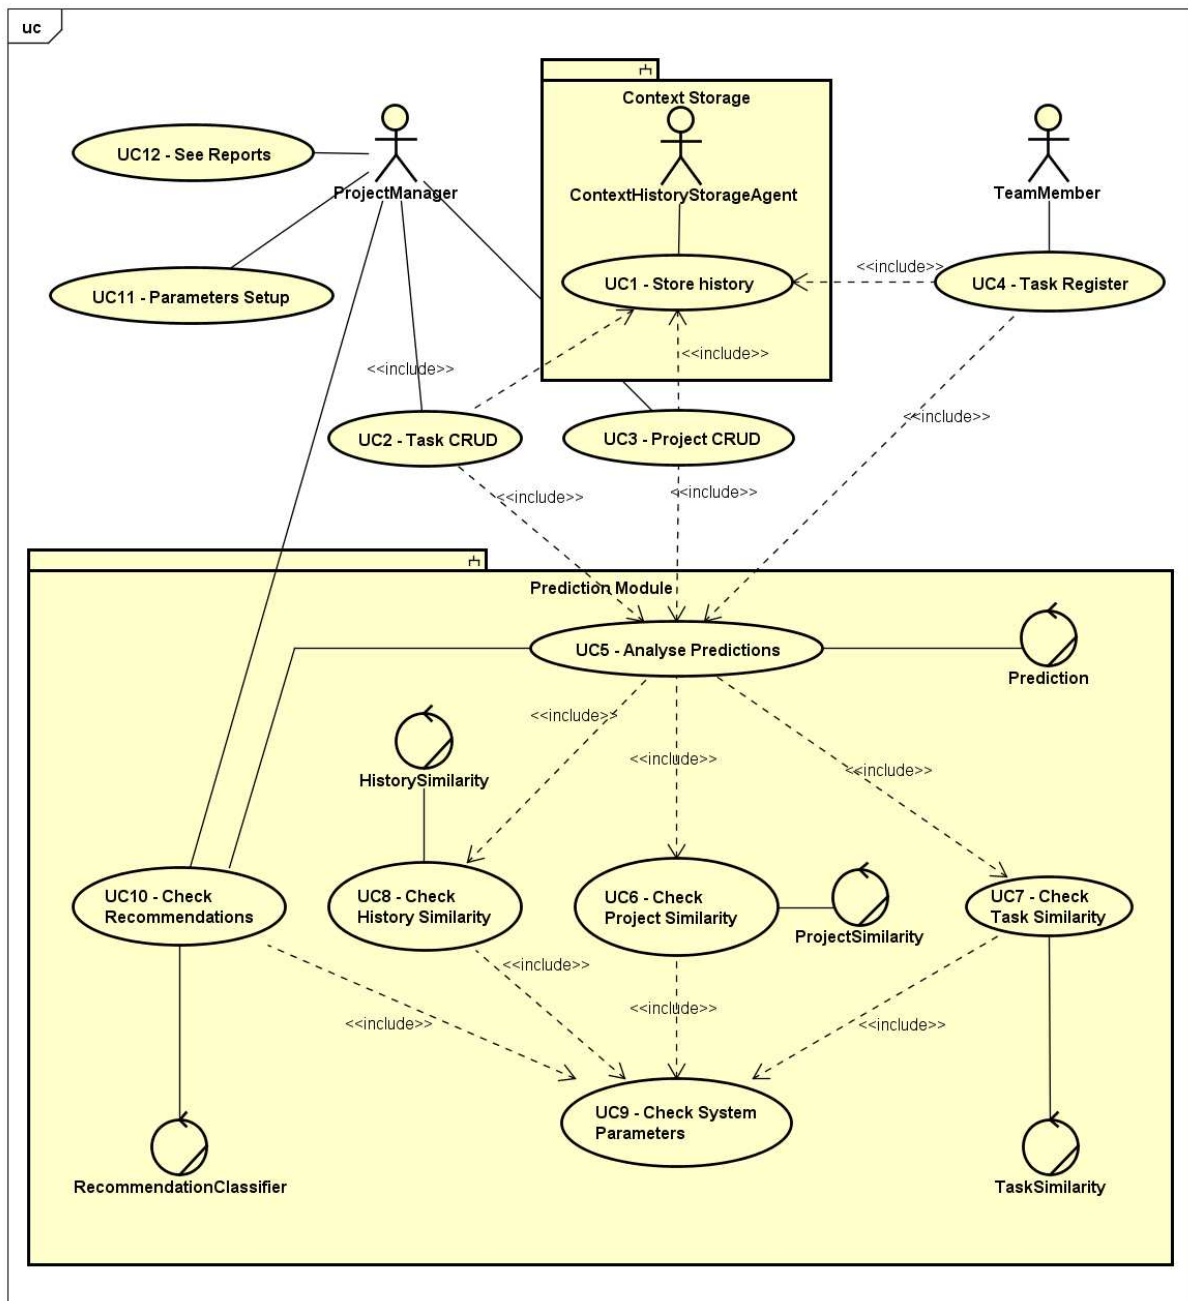 uc
Context Storage
UC12 - See Reports
ProjectManager
ContextHistoryStorageAgent
TeamMember
<<include>>
UC11 - Parameters Setup
UC1 - Store history
UC4 - Task Register
<<include>>
<<include>>
<<include>>
UC2 - Task CRUD
UC3 - Project CRUD
<<include>>
<<include>>
Prediction Module
UC5 - Analyse Predictions
Prediction
<<include>>
HistorySimilarity
<<include>>
<<include>>
UC10 - Check
Recommendations
UC8 - Check
History Similarity
UC6 - Check
Project Similarity
ProjectSimilarity
UC7 - Check
Task Similarity
<<include>>
<<include>>
<<include>>
<<include>>
UC9 - Check System
Parameters
RecommendationClassifier
TaskSimilarity